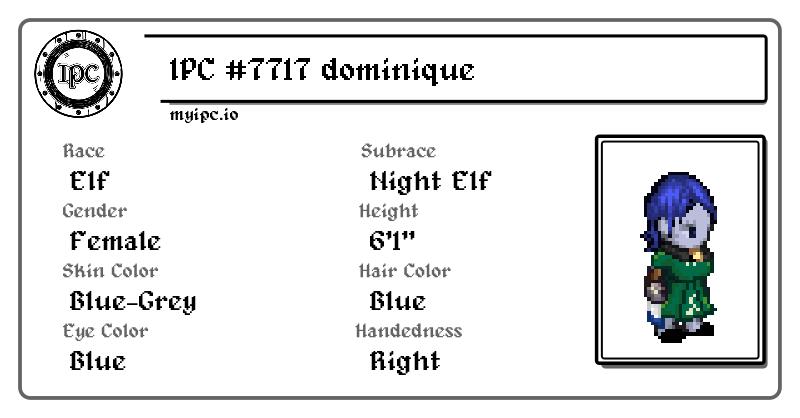 IPC
IPC #7717 dominique
myipc.io
Race
Elf
Subrace
Night Elf
Gender
Female
Height
6'1"
Skin Color
Blue-Grey
Hair Color
Blue
Eye Color
Blue
Handedness
Right